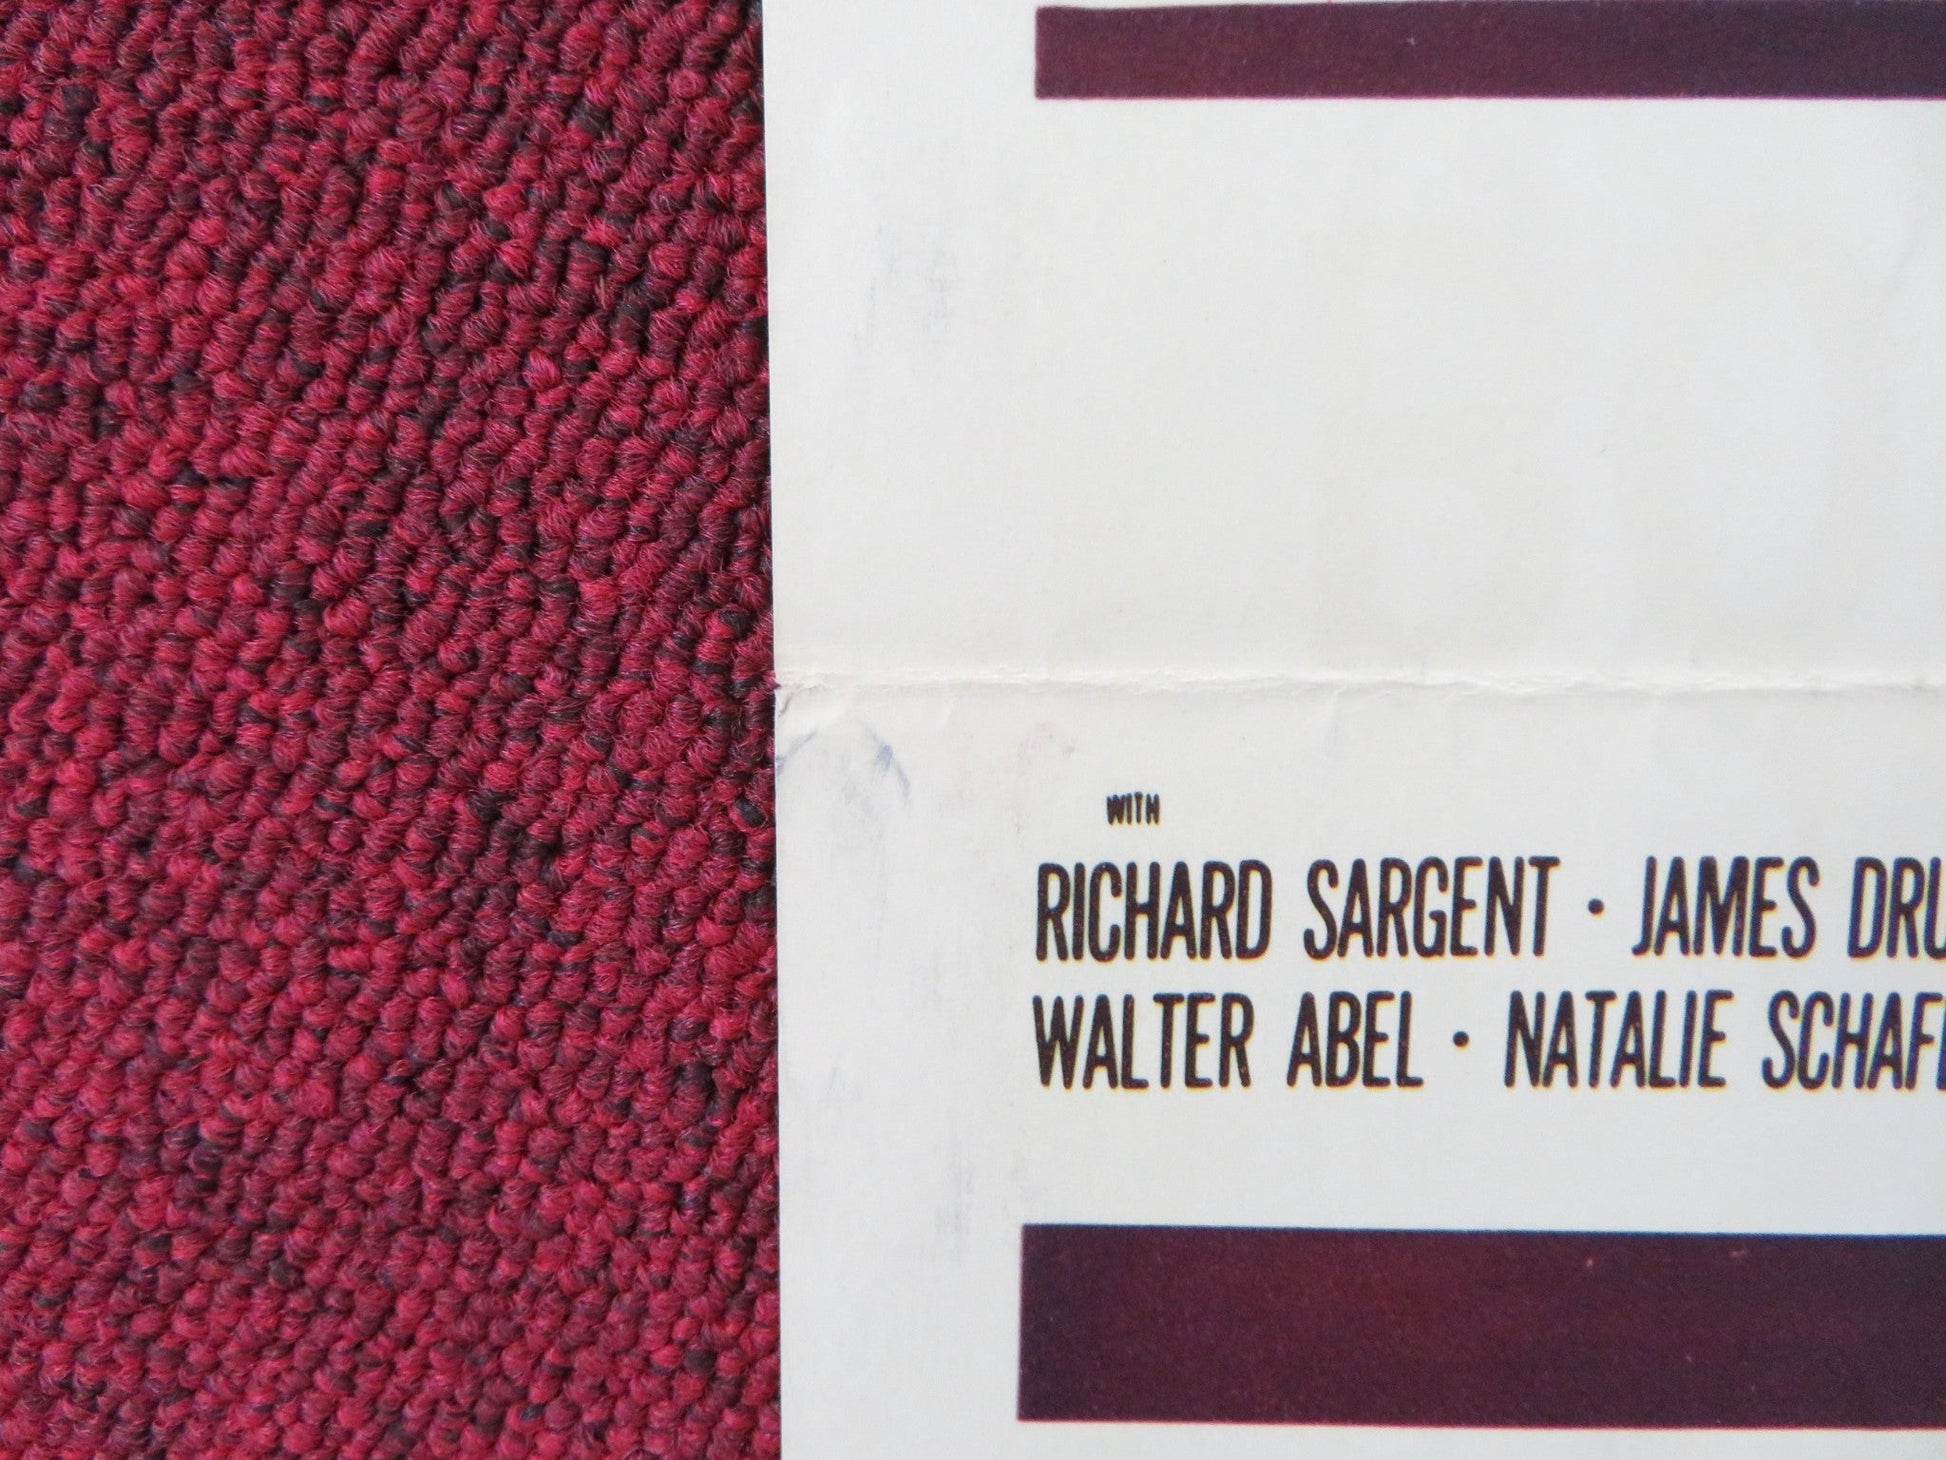 WITH
RICHARD SARGENT · JAMES DRU
WALTER ABEL · NATALIE SCHAF